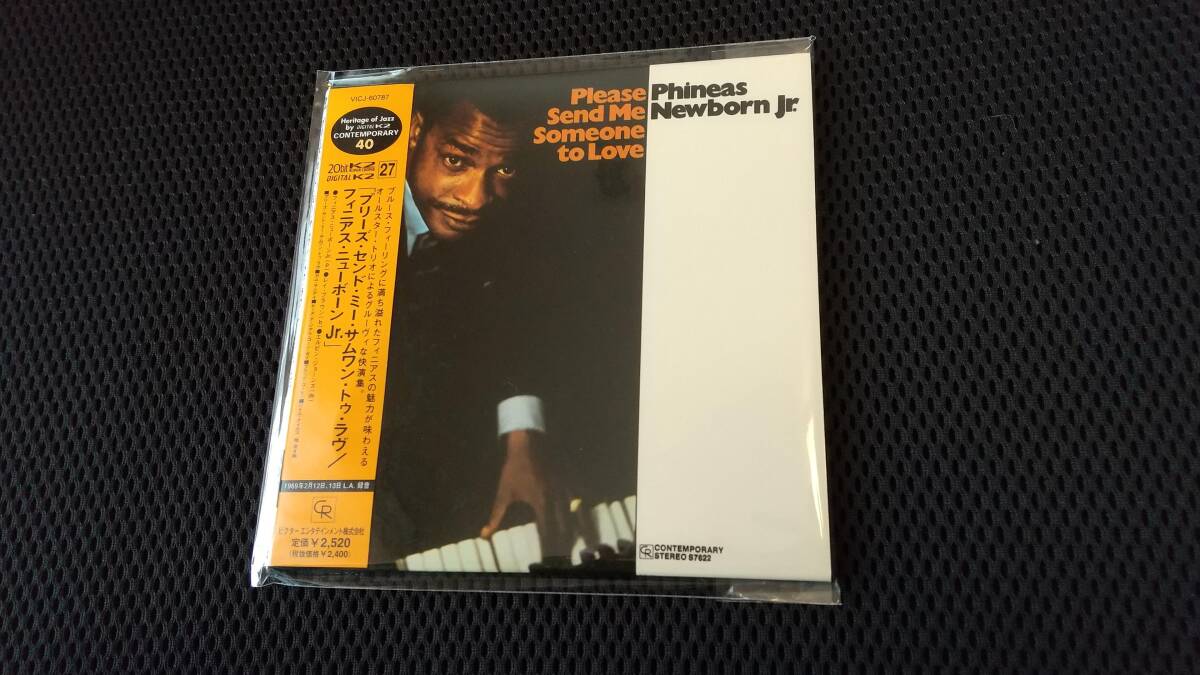 VICJ-60787
Heritage of Jazz
by DIGITAL K2
CONTEMPORARY
40
20bit K2
DIGITAL K2
27
ブルース・フィーリングに満ち溢れたフィニアスの魅力が味わえる
オールスター・トリオによるグルーヴィな快演集。
「プリーズ・センド・ミー・サムワン・トゥ・ラヴ/
フィニアス・ニューボーン Jr.」
1969年2月12日、13日 L.A. 録音
CR
ビクターエンタテインメント株式会社
定価¥2,520
(税抜価格¥2,400)
Please
Send Me
Someone
to Love
Phineas
Newborn Jr.
CR CONTEMPORARY
STEREO S7622